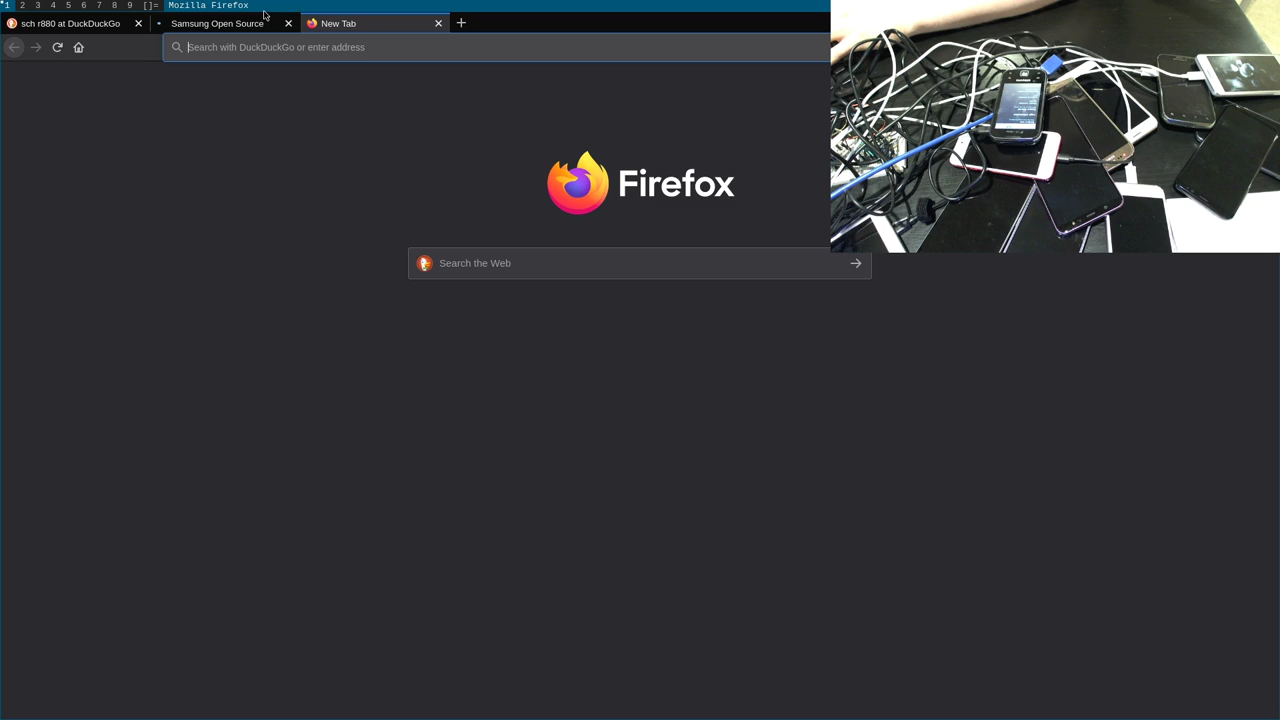 1 2 3 4 5 6 7 8 9 []= Mozilla Firefox
sch r880 at DuckDuckGo Samsung Open Source New Tab
Search with DuckDuckGo or enter address
Firefox
Search the Web